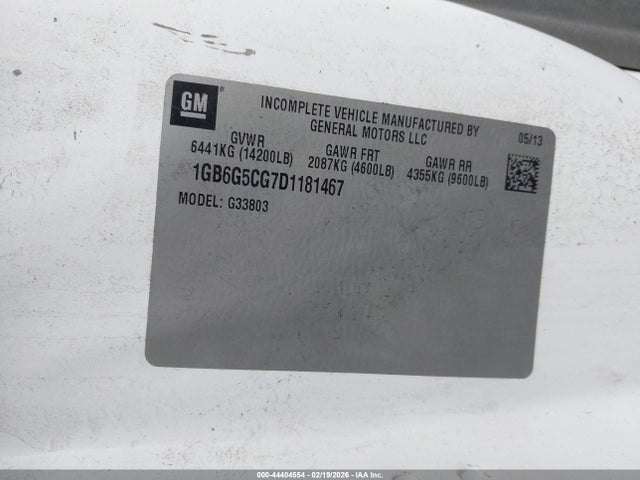 GM
INCOMPLETE VEHICLE MANUFACTURED BY
GENERAL MOTORS LLC
05/13
GVWR
6441KG (14200LB)
GAWR FRT
2087KG (4600LB)
GAWR RR
4355KG (9600LB)
1GB6G5CG7D1181467
MODEL: G33803
000-44404554 - 02/19/2026 - IAA Inc.